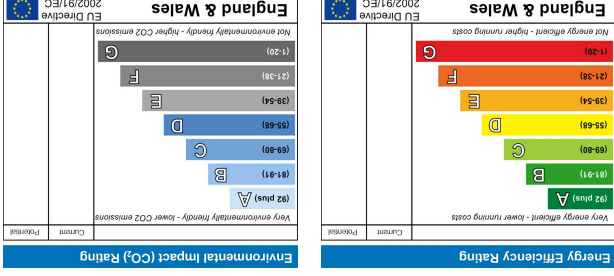 Energy Efficiency Rating
Current Potential
Very energy efficient - lower running costs
(92 plus) A
(81-91) B
(69-80) C
(55-68) D
(39-54) E
(21-38) F
(1-20) G
Not energy efficient - higher running costs
England & Wales
EU Directive
2002/91/EC
Environmental Impact (CO₂) Rating
Current Potential
Very environmentally friendly - lower CO2 emissions
(92 plus) A
(81-91) B
(69-80) C
(55-68) D
(39-54) E
(21-38) F
(1-20) G
Not environmentally friendly - higher CO2 emissions
England & Wales
EU Directive
2002/91/EC